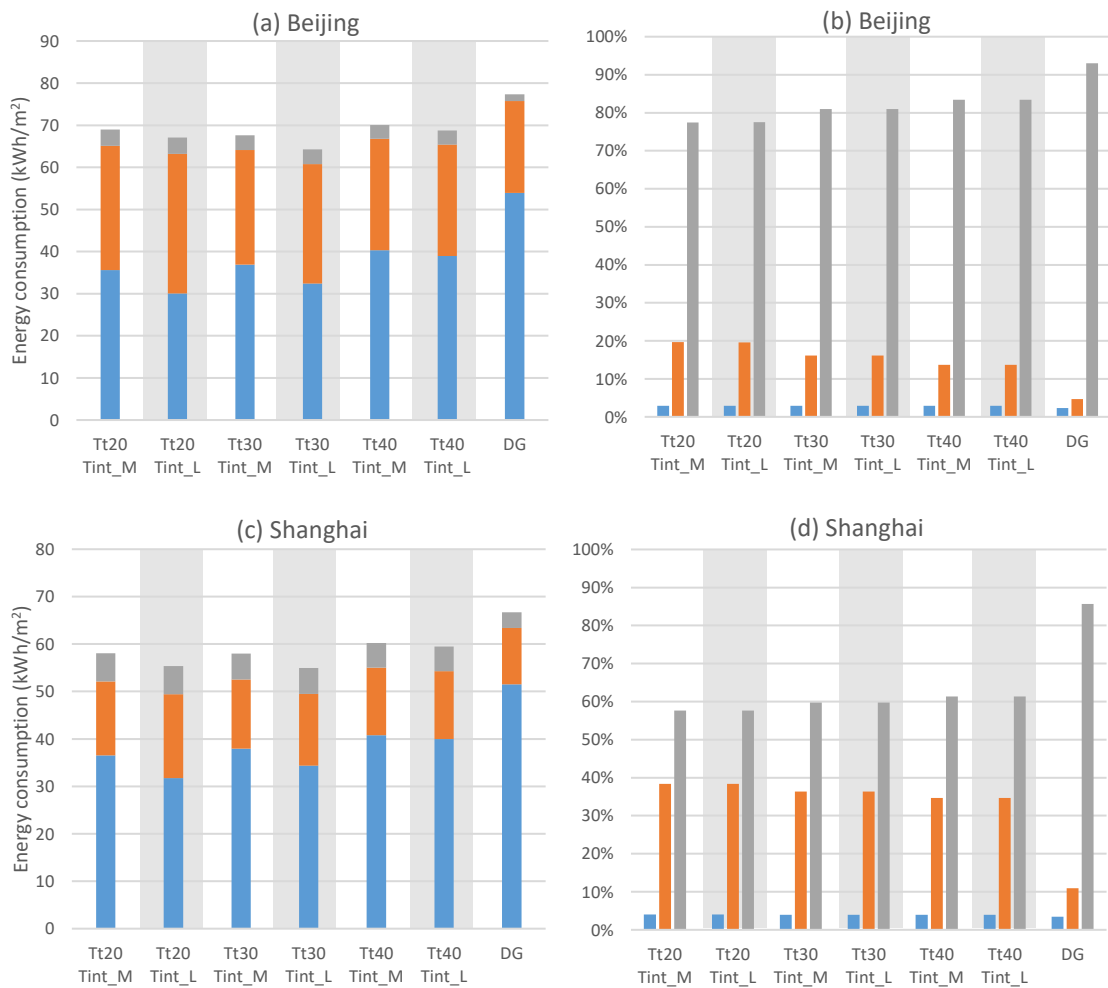 (a) Beijing
Energy consumption (kWh/m²)
90
80
70
60
50
40
30
20
10
0
Tt20 Tt20 Tt30 Tt30 Tt40 Tt40 DG
Tint_M Tint_L Tint_M Tint_L Tint_M Tint_L
(b) Beijing
100%
90%
80%
70%
60%
50%
40%
30%
20%
10%
0%
Tt20 Tt20 Tt30 Tt30 Tt40 Tt40 DG
Tint_M Tint_L Tint_M Tint_L Tint_M Tint_L
(c) Shanghai
Energy consumption (kWh/m²)
80
70
60
50
40
30
20
10
0
Tt20 Tt20 Tt30 Tt30 Tt40 Tt40 DG
Tint_M Tint_L Tint_M Tint_L Tint_M Tint_L
(d) Shanghai
100%
90%
80%
70%
60%
50%
40%
30%
20%
10%
0%
Tt20 Tt20 Tt30 Tt30 Tt40 Tt40 DG
Tint_M Tint_L Tint_M Tint_L Tint_M Tint_L